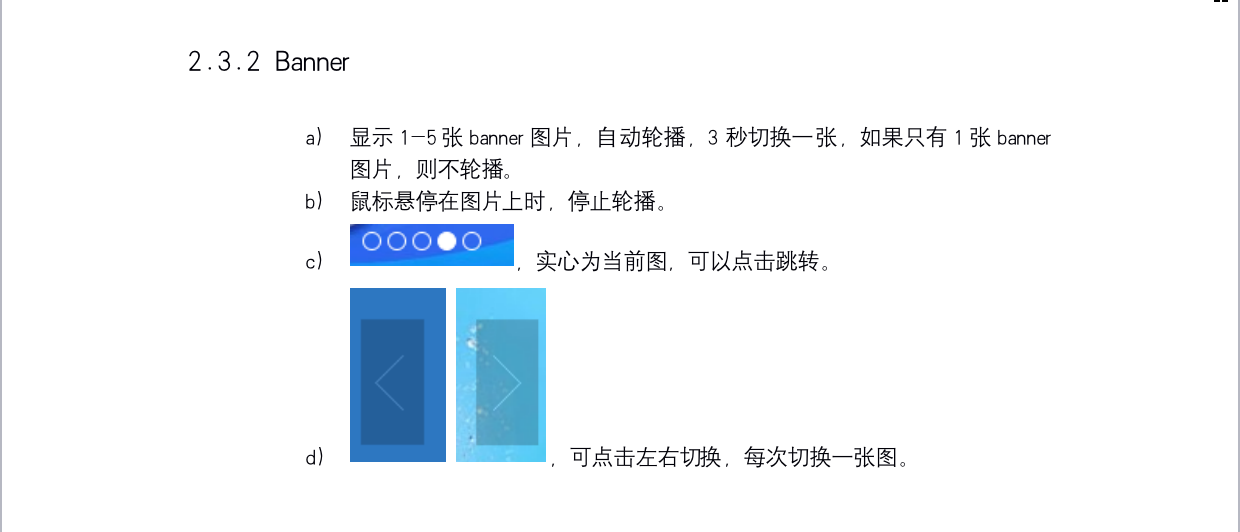 2.3.2 Banner
a) 显示 1-5 张 banner 图片，自动轮播，3 秒切换一张，如果只有 1 张 banner
图片，则不轮播。
b) 鼠标悬停在图片上时，停止轮播。
c) ，实心为当前图，可以点击跳转。
d) ，可点击左右切换，每次切换一张图。